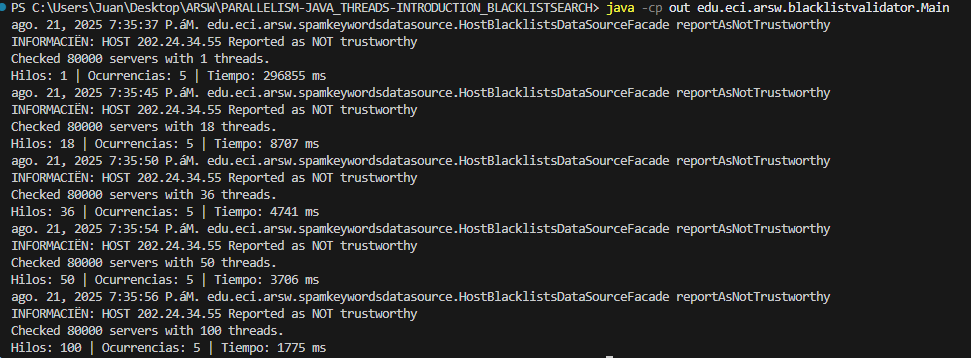 PS C:\Users\Juan\Desktop\ARSW\PARALLELISM-JAVA_THREADS-INTRODUCTION_BLACKLISTSEARCH> java -cp out edu.eci.arsw.blacklistvalidator.Main
ago. 21, 2025 7:35:37 P.áM. edu.eci.arsw.spamkeywordsdatasource.HostBlacklistsDataSourceFacade reportAsNotTrustworthy
INFORMACIËN: HOST 202.24.34.55 Reported as NOT trustworthy
Checked 80000 servers with 1 threads.
Hilos: 1 | Ocurrencias: 5 | Tiempo: 296855 ms
ago. 21, 2025 7:35:45 P.áM. edu.eci.arsw.spamkeywordsdatasource.HostBlacklistsDataSourceFacade reportAsNotTrustworthy
INFORMACIËN: HOST 202.24.34.55 Reported as NOT trustworthy
Checked 80000 servers with 18 threads.
Hilos: 18 | Ocurrencias: 5 | Tiempo: 8707 ms
ago. 21, 2025 7:35:50 P.áM. edu.eci.arsw.spamkeywordsdatasource.HostBlacklistsDataSourceFacade reportAsNotTrustworthy
INFORMACIËN: HOST 202.24.34.55 Reported as NOT trustworthy
Checked 80000 servers with 36 threads.
Hilos: 36 | Ocurrencias: 5 | Tiempo: 4741 ms
ago. 21, 2025 7:35:54 P.áM. edu.eci.arsw.spamkeywordsdatasource.HostBlacklistsDataSourceFacade reportAsNotTrustworthy
INFORMACIËN: HOST 202.24.34.55 Reported as NOT trustworthy
Checked 80000 servers with 50 threads.
Hilos: 50 | Ocurrencias: 5 | Tiempo: 3706 ms
ago. 21, 2025 7:35:56 P.áM. edu.eci.arsw.spamkeywordsdatasource.HostBlacklistsDataSourceFacade reportAsNotTrustworthy
INFORMACIËN: HOST 202.24.34.55 Reported as NOT trustworthy
Checked 80000 servers with 100 threads.
Hilos: 100 | Ocurrencias: 5 | Tiempo: 1775 ms